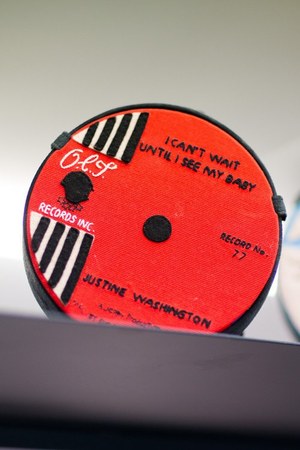 I CAN'T WAIT
UNTIL I SEE MY BABY
RECORDS INC.
RECORD No.
77
JUSTINE WASHINGTON